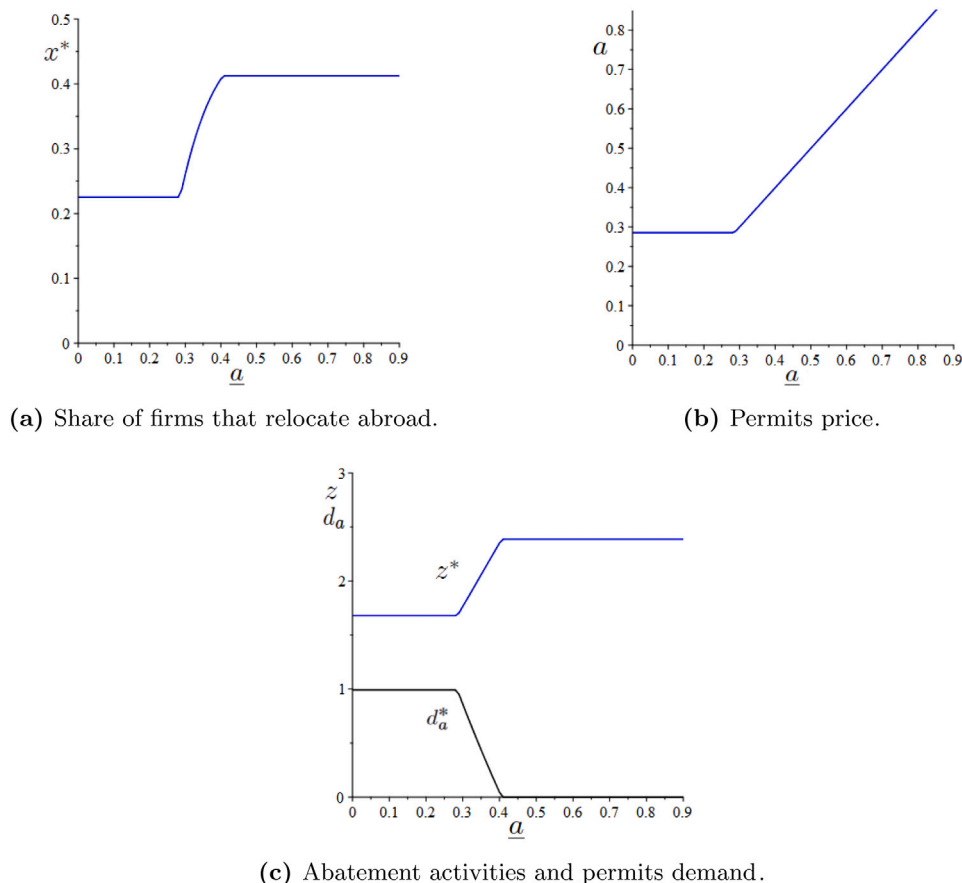 0.5
x*
0.4
0.3
0.2
0.1
0
0 0.1 0.2 0.3 0.4 0.5 0.6 0.7 0.8 0.9
a
(a) Share of firms that relocate abroad.
0.8
a
0.7
0.6
0.5
0.4
0.3
0.2
0.1
0
0 0.1 0.2 0.3 0.4 0.5 0.6 0.7 0.8 0.9
a
(b) Permits price.
3
z
d_a
z*
2
1
d_a*
0
0 0.1 0.2 0.3 0.4 0.5 0.6 0.7 0.8 0.9
a
(c) Abatement activities and permits demand.